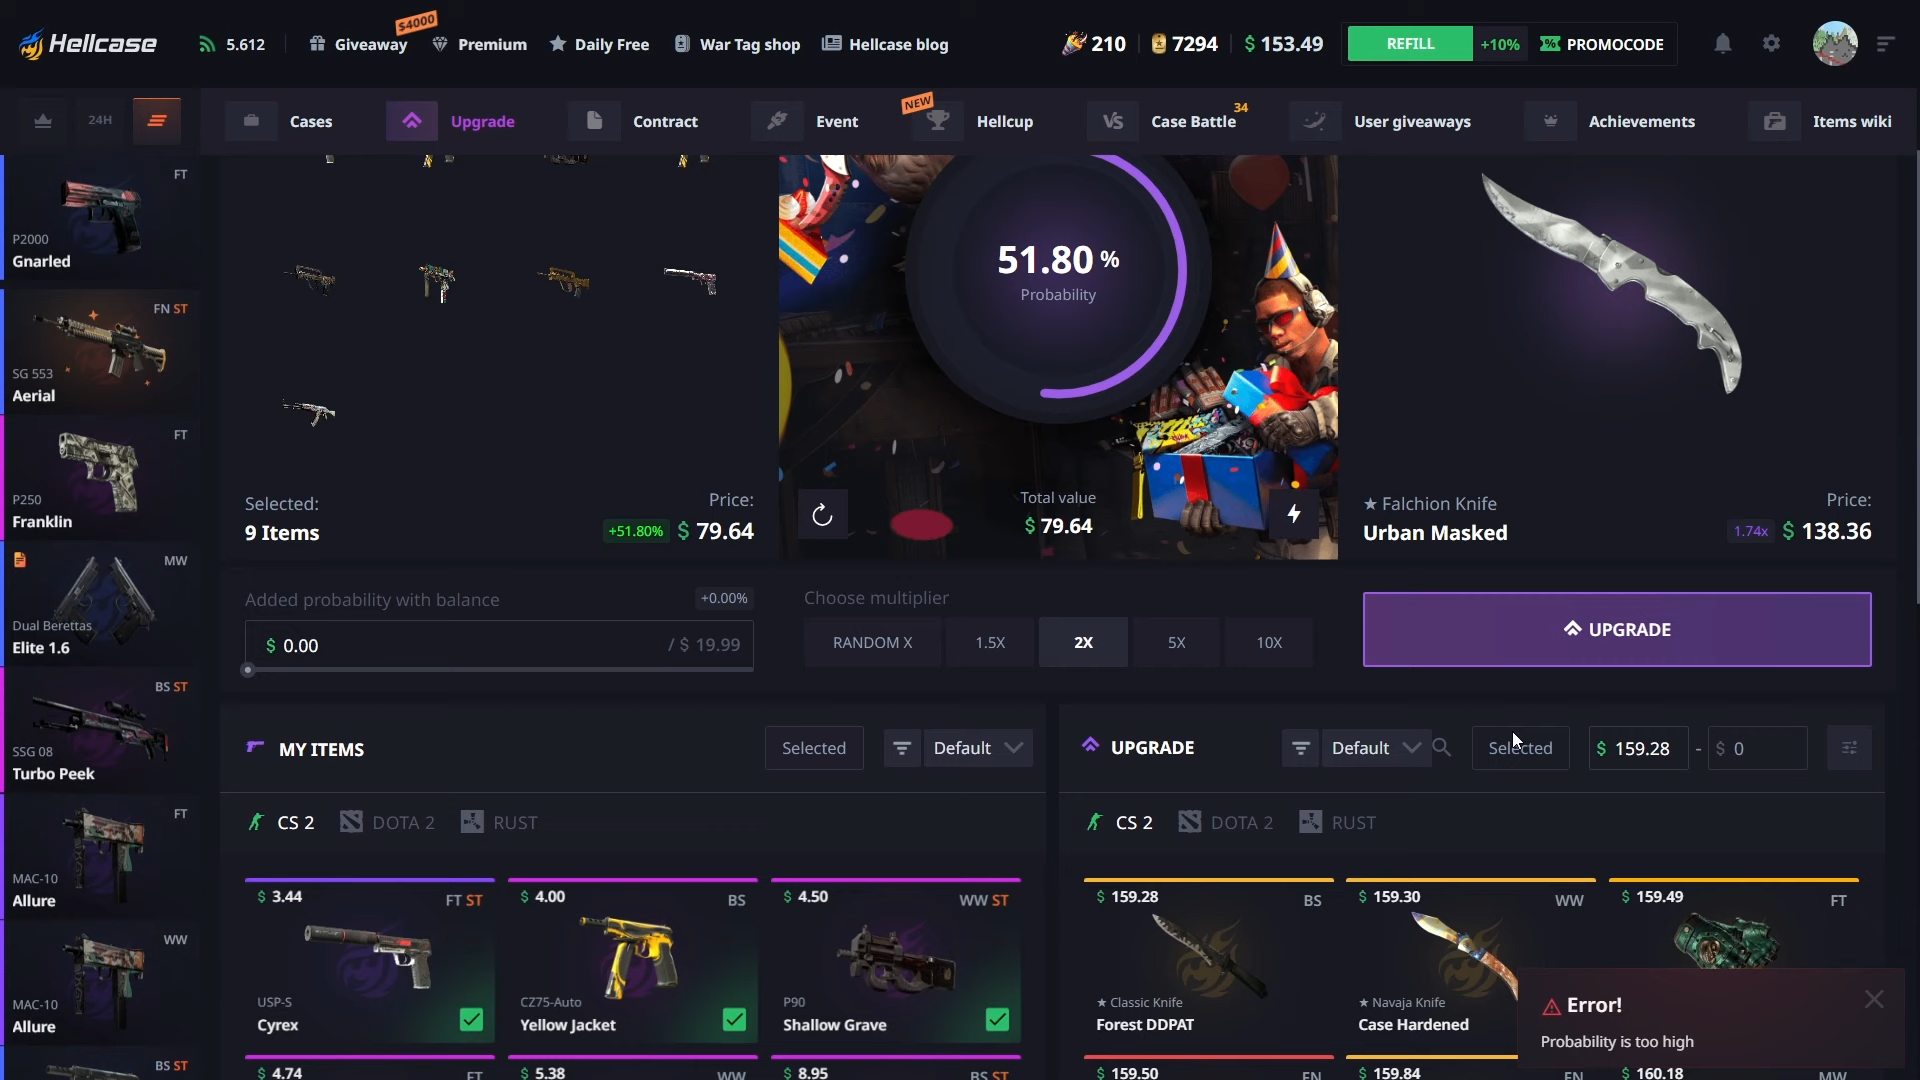 Hellcase
5.612
Giveaway
$4000
Premium
Daily Free
War Tag shop
Hellcase blog
210
7294
$ 153.49
REFILL
+10%
PROMOCODE
24H
Cases
Upgrade
Contract
Event
NEW
Hellcup
VS
Case Battle
34
User giveaways
Achievements
Items wiki
FT
P2000
Gnarled
FN ST
SG 553
Aerial
FT
P250
Franklin
MW
Dual Berettas
Elite 1.6
BS ST
SSG 08
Turbo Peek
FT
MAC-10
Allure
WW
MAC-10
Allure
BS ST
Selected:
9 Items
Price:
+51.80% $ 79.64
51.80 %
Probability
Total value
$ 79.64
★ Falchion Knife
Urban Masked
Price:
1.74x $ 138.36
Added probability with balance
+0.00%
$ 0.00
/ $ 19.99
Choose multiplier
RANDOM X
1.5X
2X
5X
10X
UPGRADE
MY ITEMS
Selected
Default
CS 2
DOTA 2
RUST
$ 3.44
FT ST
USP-S
Cyrex
$ 4.00
BS
CZ75-Auto
Yellow Jacket
$ 4.50
WW ST
P90
Shallow Grave
$ 4.74
FT
$ 5.38
WW
$ 8.95
BS ST
UPGRADE
Default
Selected
$ 159.28
-
$ 0
CS 2
DOTA 2
RUST
$ 159.28
BS
★ Classic Knife
Forest DDPAT
$ 159.30
WW
★ Navaja Knife
Case Hardened
$ 159.49
FT
$ 159.50
FN
$ 159.84
FN
$ 160.18
MW
Error!
Probability is too high